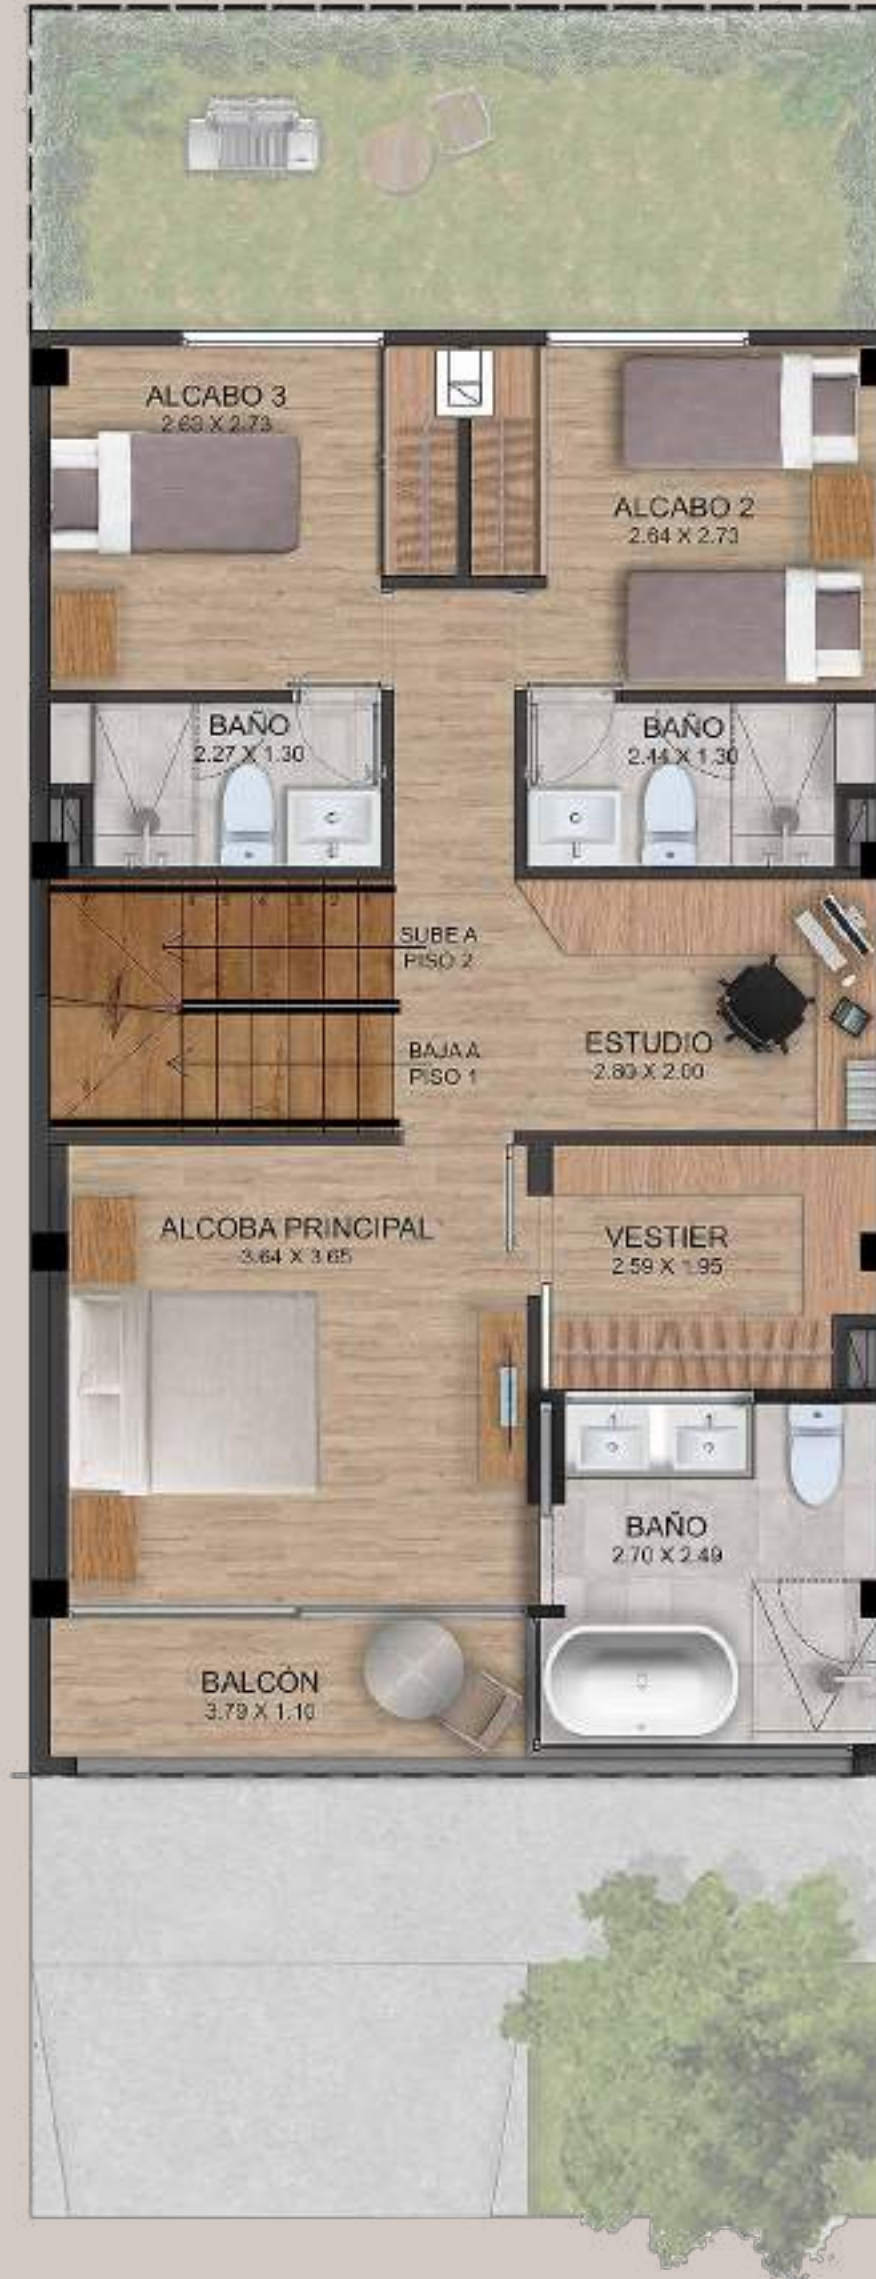 ALCABO 3
2.63 X 2.73
ALCABO 2
2.64 X 2.73
BAÑO
2.27 X 1.30
BAÑO
2.44 X 1.30
SUBE A
PISO 2
BAJA A
PISO 1
ESTUDIO
2.80 X 2.00
ALCOBA PRINCIPAL
3.64 X 3.65
VESTIER
2.59 X 1.95
BAÑO
2.70 X 2.49
BALCÓN
3.79 X 1.10